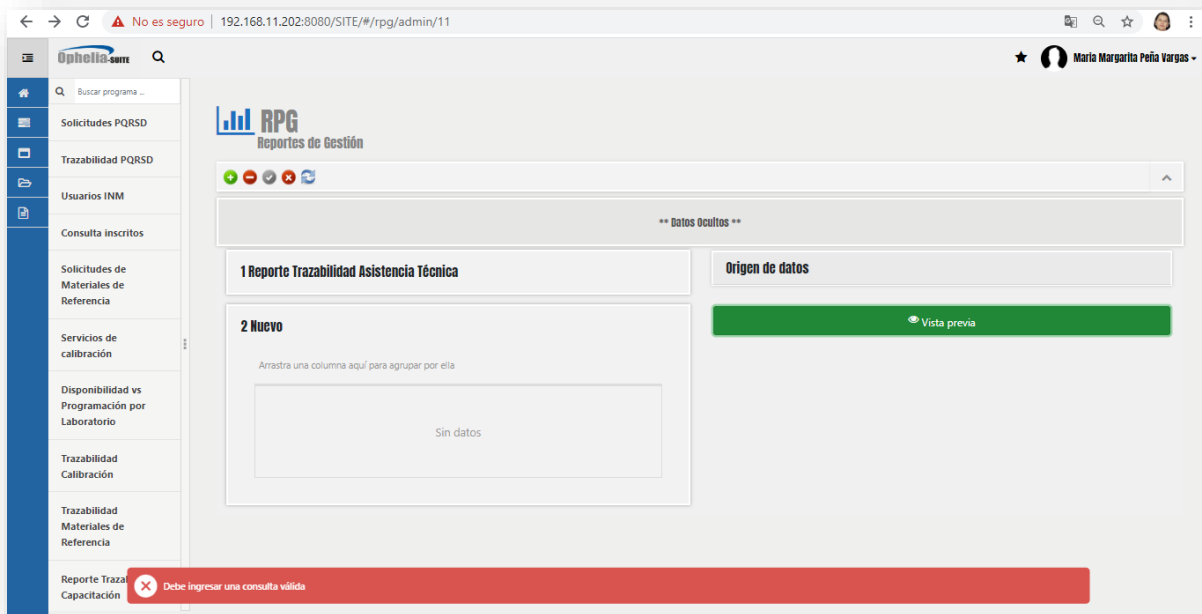 No es seguro | 192.168.11.202:8080/SITE/#/rpg/admin/11
Ophelia-SUITE
Maria Margarita Peña Vargas
Buscar programa ...
Solicitudes PQRSD
Trazabilidad PQRSD
Usuarios INM
Consulta inscritos
Solicitudes de
Materiales de
Referencia
Servicios de
calibración
Disponibilidad vs
Programación por
Laboratorio
Trazabilidad
Calibración
Trazabilidad
Materiales de
Referencia
Reporte Traza
Capacitación
RPG
Reportes de Gestión
** Datos Ocultos **
1 Reporte Trazabilidad Asistencia Técnica
Origen de datos
2 Nuevo
Vista previa
Arrastra una columna aquí para agrupar por ella
Sin datos
Debe ingresar una consulta válida